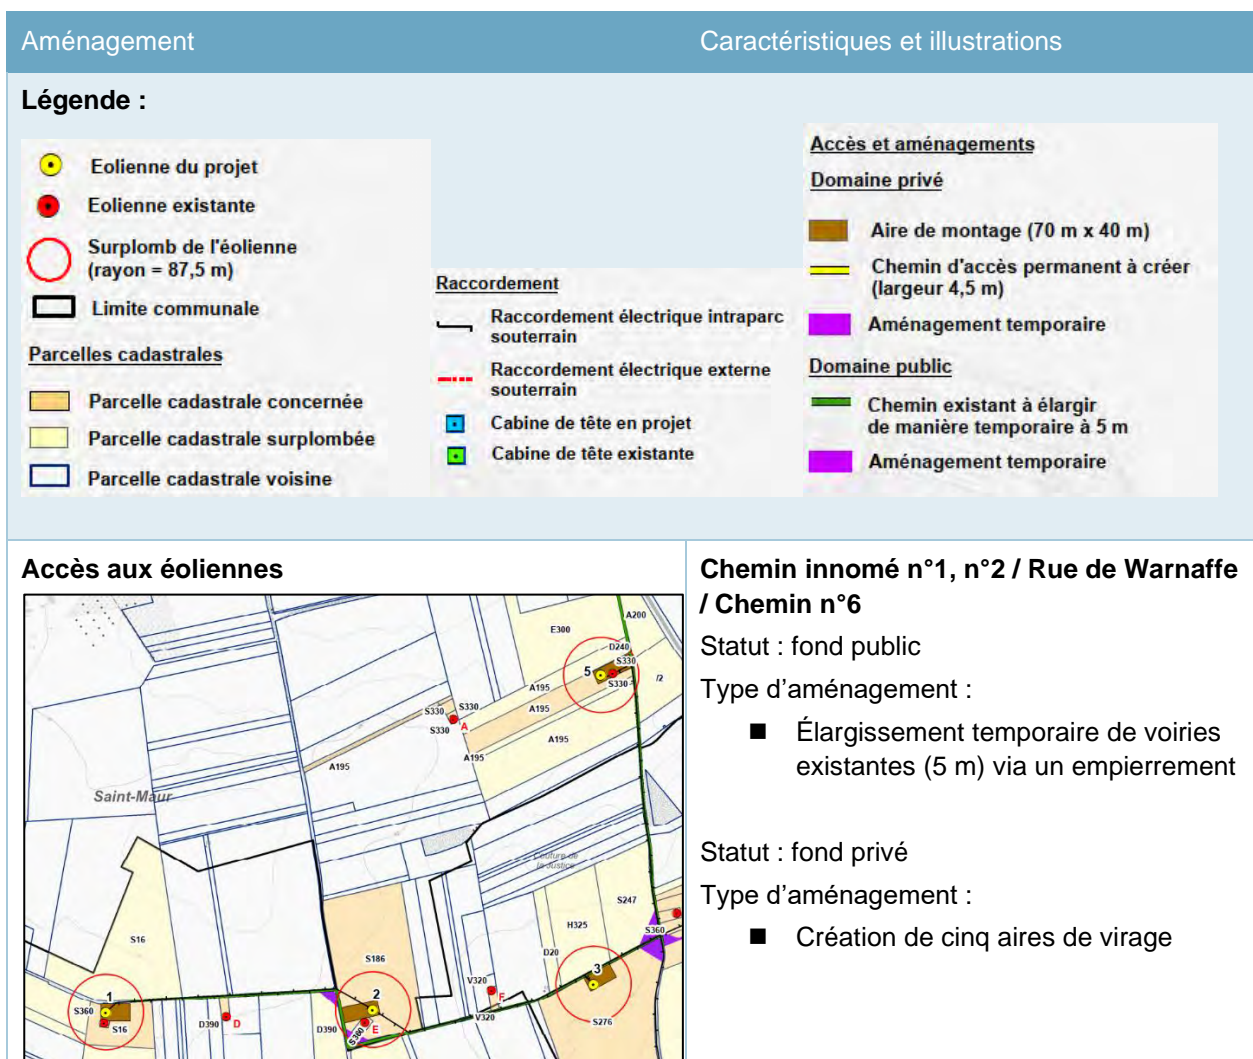 Aménagement
Caractéristiques et illustrations
Légende :
Eolienne du projet
Eolienne existante
Surplomb de l'éolienne
(rayon = 87,5 m)
Limite communale
Parcelles cadastrales
Parcelle cadastrale concernée
Parcelle cadastrale surplombée
Parcelle cadastrale voisine
Raccordement
Raccordement électrique intraparc
souterrain
Raccordement électrique externe
souterrain
Cabine de tête en projet
Cabine de tête existante
Accès et aménagements
Domaine privé
Aire de montage (70 m x 40 m)
Chemin d'accès permanent à créer
(largeur 4,5 m)
Aménagement temporaire
Domaine public
Chemin existant à élargir
de manière temporaire à 5 m
Aménagement temporaire
Accès aux éoliennes
A200
E300
D240
S330
5
S330
/2
A195
A195
S330
S330
A
S330
A195
A195
A195
Saint-Maur
Couture de
la Justice
S247
H325
S360
S16
D20
S186
V320
3
1
2
F
S360
S16
D390
D
D390
S360
E
V320
S276
Chemin innomé n°1, n°2 / Rue de Warnaffe
/ Chemin n°6
Statut : fond public
Type d'aménagement :
■ Élargissement temporaire de voiries
existantes (5 m) via un empierrement
Statut : fond privé
Type d'aménagement :
■ Création de cinq aires de virage